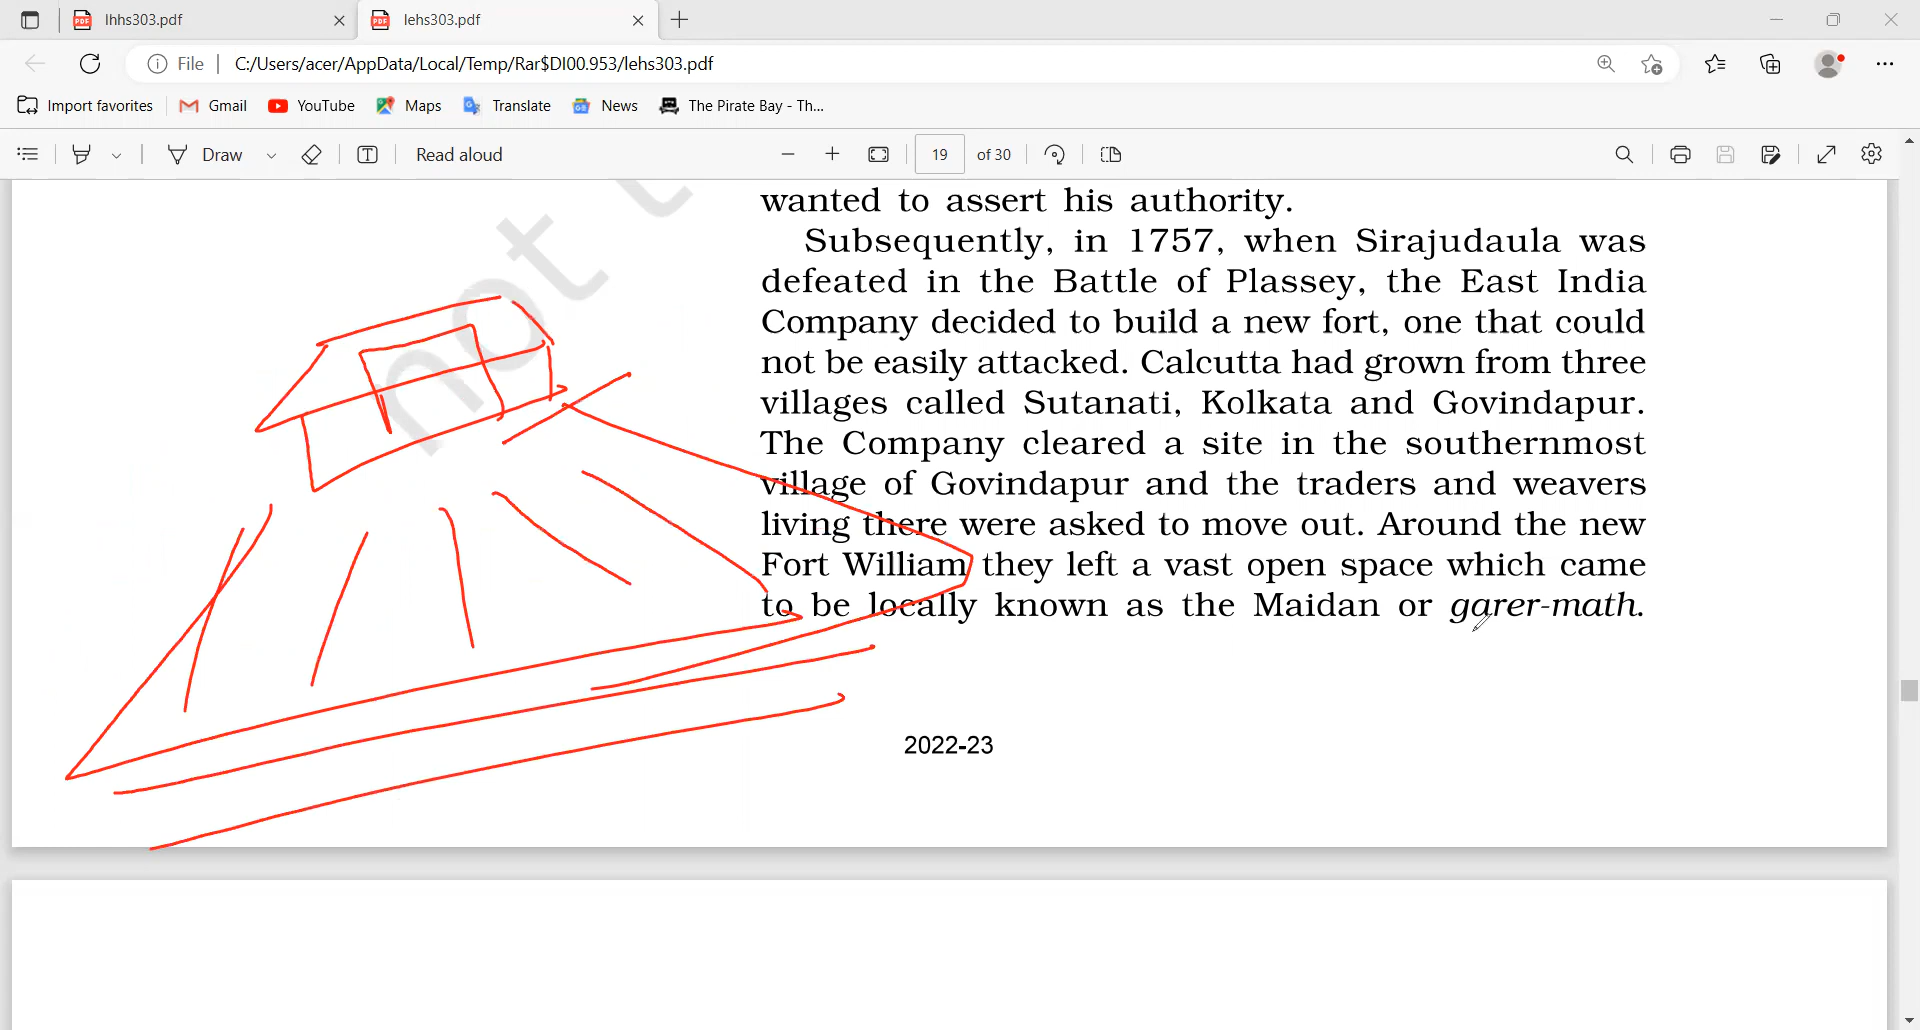 lhhs303.pdf
lehs303.pdf
File
C:/Users/acer/AppData/Local/Temp/Rar$DI00.953/lehs303.pdf
Import favorites
Gmail
YouTube
Maps
Translate
News
The Pirate Bay - Th...
Draw
Read aloud
19
of 30
not t
wanted to assert his authority.
Subsequently, in 1757, when Sirajudaula was
defeated in the Battle of Plassey, the East India
Company decided to build a new fort, one that could
not be easily attacked. Calcutta had grown from three
villages called Sutanati, Kolkata and Govindapur.
The Company cleared a site in the southernmost
village of Govindapur and the traders and weavers
living there were asked to move out. Around the new
Fort William they left a vast open space which came
to be locally known as the Maidan or garer-math.
2022-23